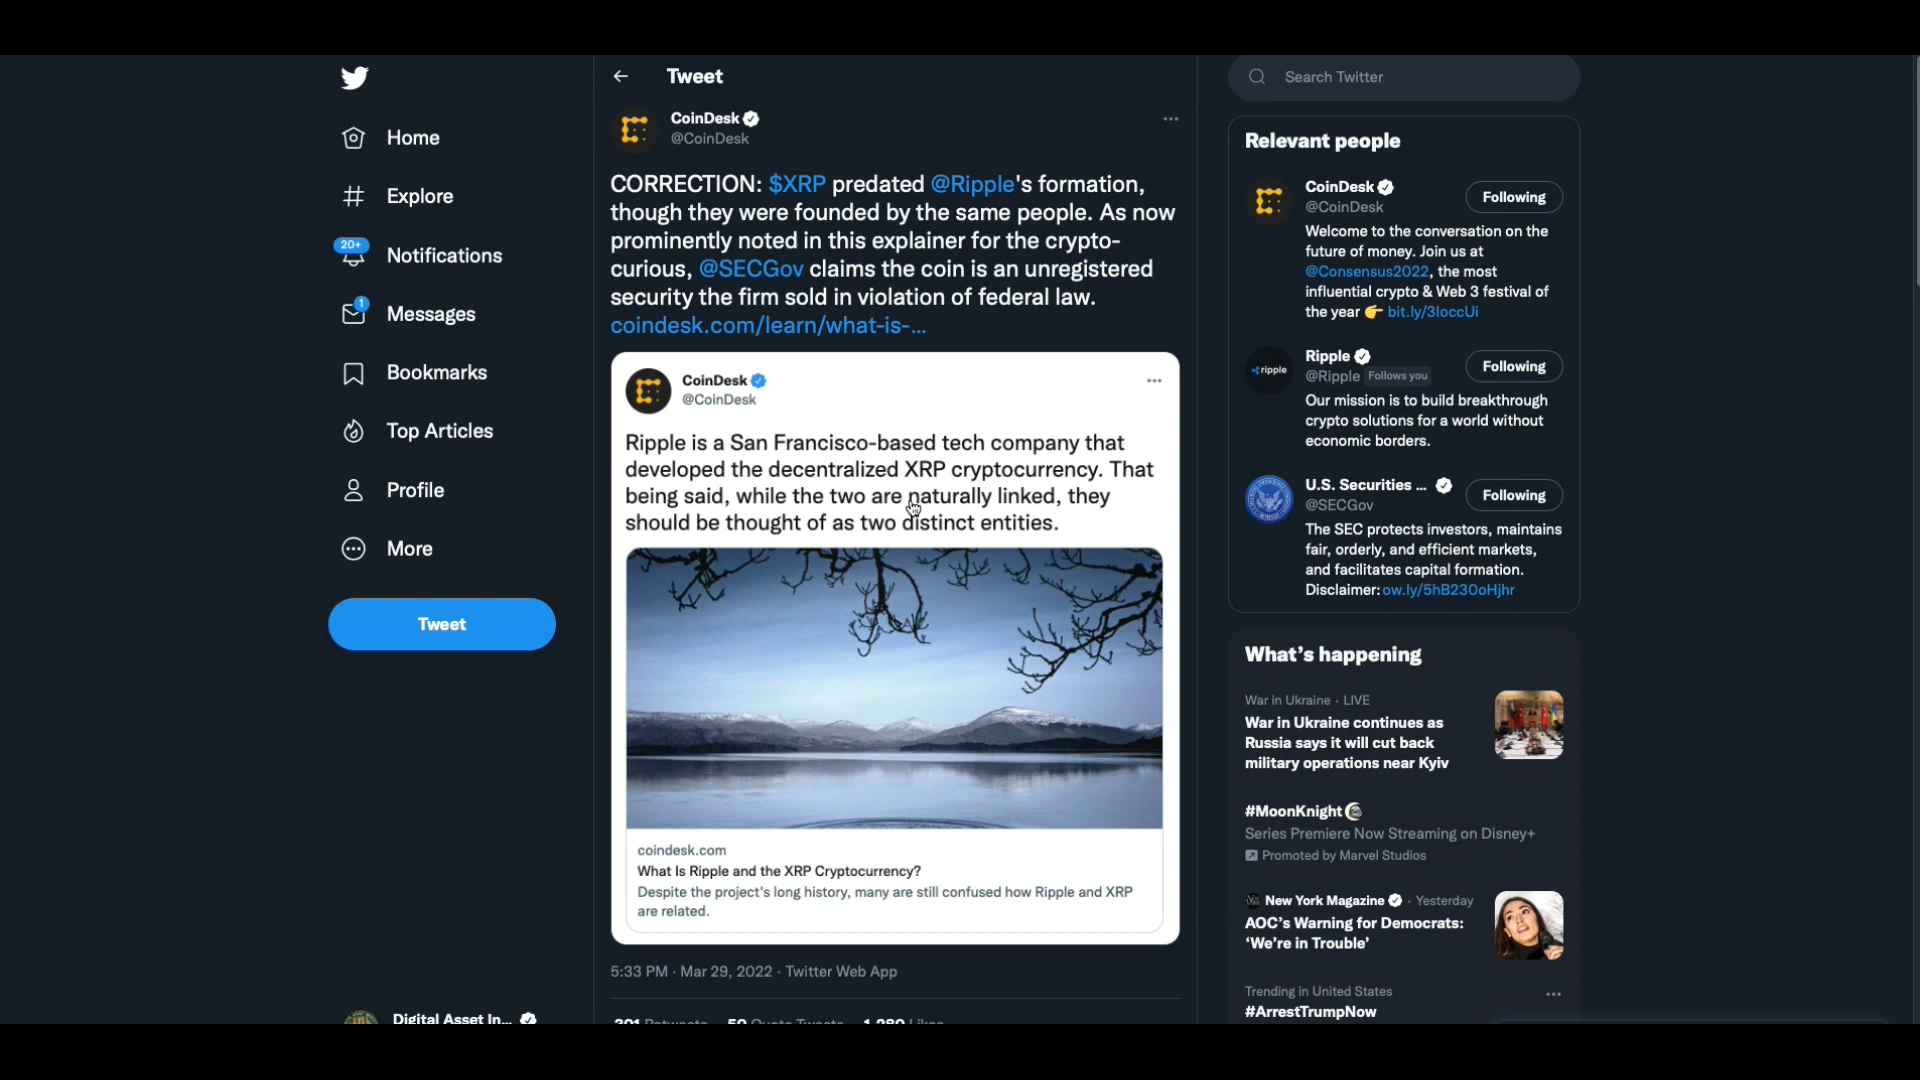 Home
Explore
20+
Notifications
1
Messages
Bookmarks
Top Articles
Profile
More
Tweet
Digital Asset In...
Tweet
CoinDesk
@CoinDesk
CORRECTION: $XRP predated @Ripple's formation,
though they were founded by the same people. As now
prominently noted in this explainer for the crypto-
curious, @SECGov claims the coin is an unregistered
security the firm sold in violation of federal law.
coindesk.com/learn/what-is-...
CoinDesk
@CoinDesk
Ripple is a San Francisco-based tech company that
developed the decentralized XRP cryptocurrency. That
being said, while the two are naturally linked, they
should be thought of as two distinct entities.
coindesk.com
What Is Ripple and the XRP Cryptocurrency?
Despite the project's long history, many are still confused how Ripple and XRP
are related.
5:33 PM · Mar 29, 2022 · Twitter Web App
Retweets 50 Quote Tweets 1,280 Likes
Search Twitter
Relevant people
CoinDesk
@CoinDesk
Following
Welcome to the conversation on the
future of money. Join us at
@Consensus2022, the most
influential crypto & Web 3 festival of
the year 👉 bit.ly/3IoccUi
ripple
Ripple
@Ripple Follows you
Following
Our mission is to build breakthrough
crypto solutions for a world without
economic borders.
U.S. Securities ...
@SECGov
Following
The SEC protects investors, maintains
fair, orderly, and efficient markets,
and facilitates capital formation.
Disclaimer: ow.ly/5hB230oHjhr
What's happening
War in Ukraine · LIVE
War in Ukraine continues as
Russia says it will cut back
military operations near Kyiv
#MoonKnight
Series Premiere Now Streaming on Disney+
Promoted by Marvel Studios
New York Magazine · Yesterday
AOC's Warning for Democrats:
'We're in Trouble'
Trending in United States
#ArrestTrumpNow